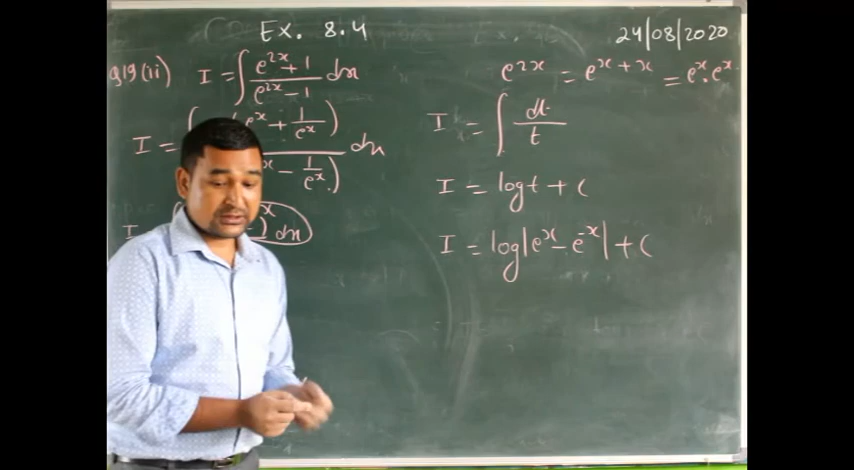 Ex. 8.4
24/08/2020
Q19(ii) I = ∫ e^2x + 1 / e^2x - 1 dx
I = e^x + 1/e^x) / x - 1/e^x) dx
I x ) dx
e^2x = e^x+x = e^x . e^x
I = ∫ dt / t
I = log t + C
I = log|e^x - e^-x| + C